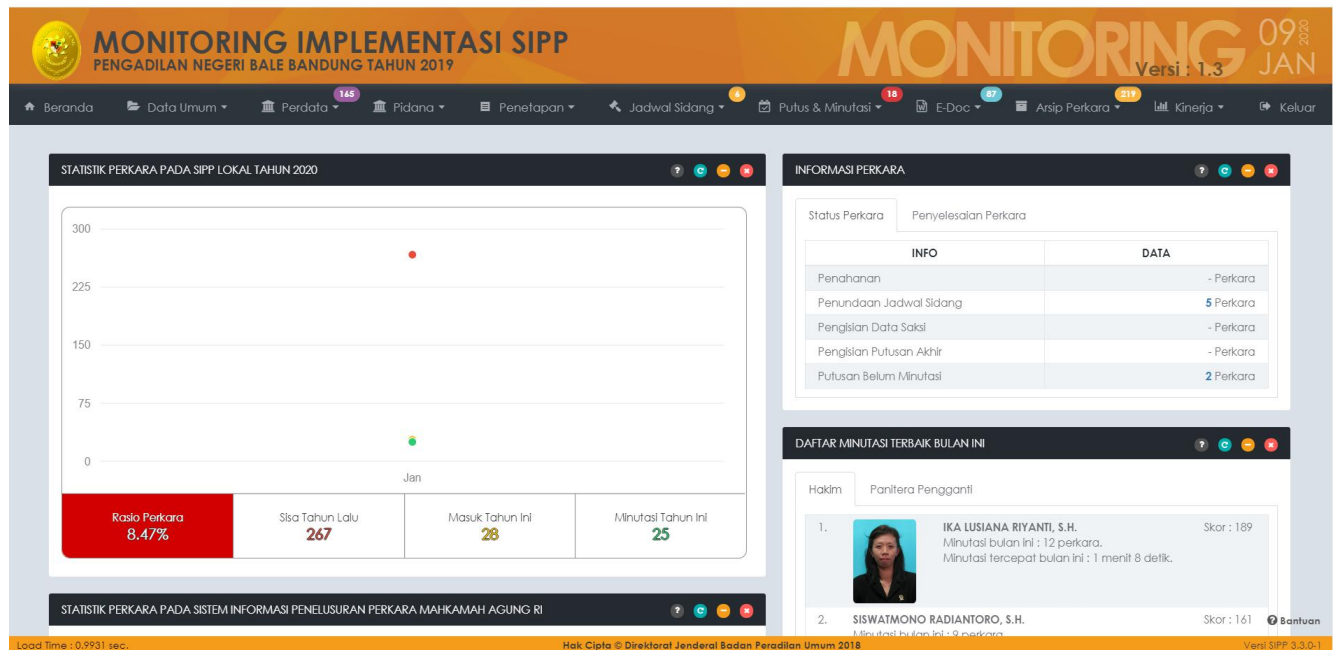 MONITORING IMPLEMENTASI SIPP
PENGADILAN NEGERI BALE BANDUNG TAHUN 2019
MONITORING
Versi : 1.3
09 2020
JAN
Beranda Data Umum Perdata 165 Pidana Penetapan Jadwal Sidang 6 Putus & Minutasi 18 E-Doc 87 Arsip Perkara 219 Kinerja Keluar
STATISTIK PERKARA PADA SIPP LOKAL TAHUN 2020
300
225
150
75
0
Jan
Rasio Perkara Sisa Tahun Lalu Masuk Tahun Ini Minutasi Tahun Ini
8.47% 267 28 25
STATISTIK PERKARA PADA SISTEM INFORMASI PENELUSURAN PERKARA MAHKAMAH AGUNG RI
INFORMASI PERKARA
Status Perkara Penyelesaian Perkara
INFO DATA
Penahanan - Perkara
Penundaan Jadwal Sidang 5 Perkara
Pengisian Data Saksi - Perkara
Pengisian Putusan Akhir - Perkara
Putusan Belum Minutasi 2 Perkara
DAFTAR MINUTASI TERBAIK BULAN INI
Hakim Panitera Pengganti
1. IKA LUSIANA RIYANTI, S.H. Skor : 189
Minutasi bulan ini : 12 perkara.
Minutasi tercepat bulan ini : 1 menit 8 detik.
2. SISWATMONO RADIANTORO, S.H. Skor : 161
Minutasi bulan ini : 9 perkara
Bantuan
Load Time : 0.9931 sec. Hak Cipta © Direktorat Jenderal Badan Peradilan Umum 2018 Versi SIPP 3.3.0-1